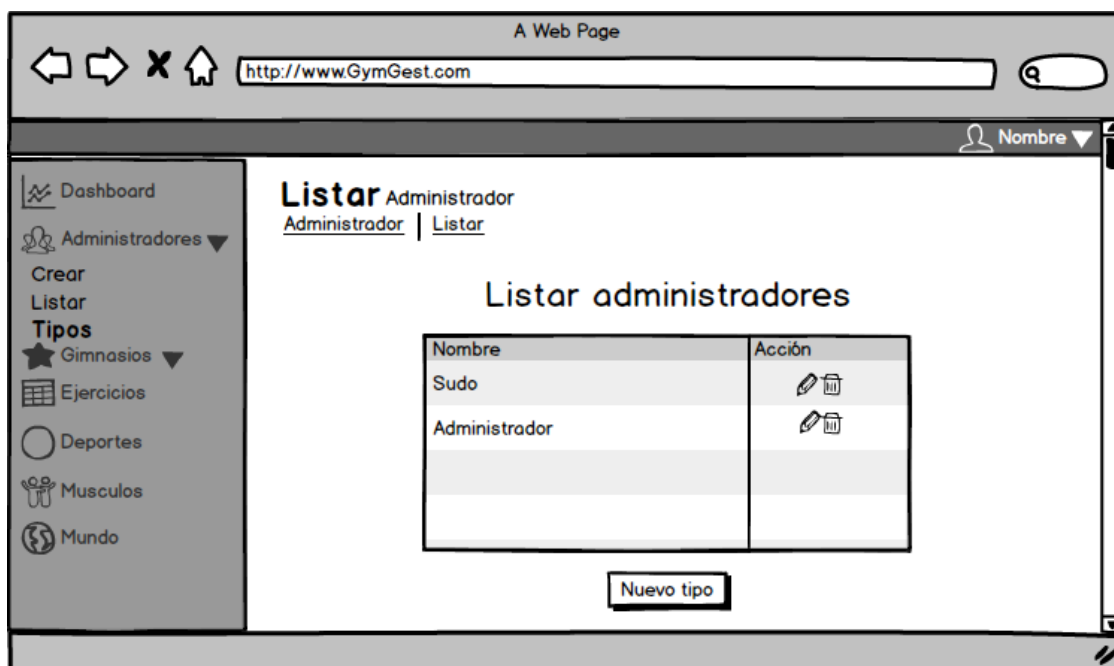 A Web Page
http://www.GymGest.com
Nombre
Dashboard
Administradores
Crear
Listar
Tipos
Gimnasios
Ejercicios
Deportes
Musculos
Mundo
Listar Administrador
Administrador | Listar
Listar administradores
Nombre Acción
Sudo
Administrador
Nuevo tipo